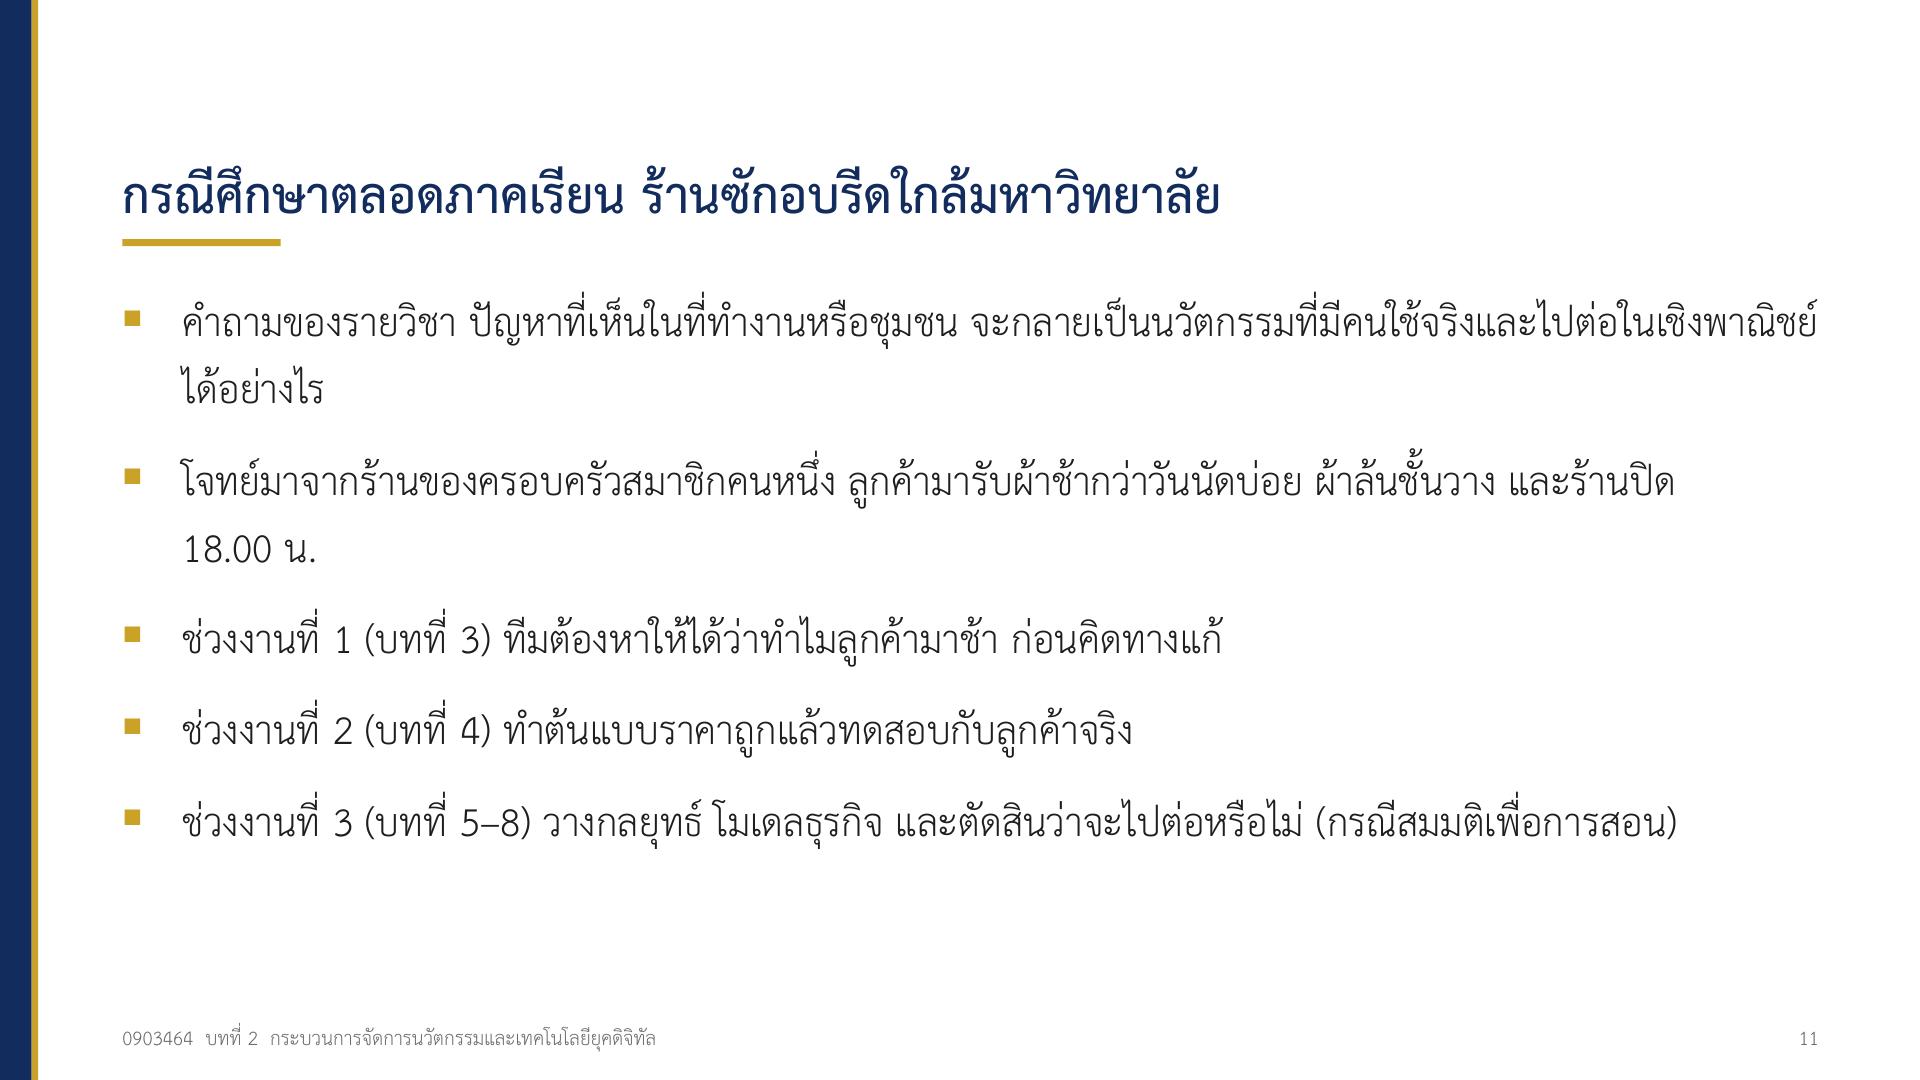 กรณีศึกษาตลอดภาคเรียน ร้านซักอบรีดใกล้มหาวิทยาลัย
▪ คำถามของรายวิชา ปัญหาที่เห็นในที่ทำงานหรือชุมชน จะกลายเป็นนวัตกรรมที่มีคนใช้จริงและไปต่อในเชิงพาณิชย์
ได้อย่างไร
▪ โจทย์มาจากร้านของครอบครัวสมาชิกคนหนึ่ง ลูกค้ามารับผ้าช้ากว่าวันนัดบ่อย ผ้าล้นชั้นวาง และร้านปิด
18.00 น.
▪ ช่วงงานที่ 1 (บทที่ 3) ทีมต้องหาให้ได้ว่าทำไมลูกค้ามาช้า ก่อนคิดทางแก้
▪ ช่วงงานที่ 2 (บทที่ 4) ทำต้นแบบราคาถูกแล้วทดสอบกับลูกค้าจริง
▪ ช่วงงานที่ 3 (บทที่ 5–8) วางกลยุทธ์ โมเดลธุรกิจ และตัดสินว่าจะไปต่อหรือไม่ (กรณีสมมติเพื่อการสอน)
0903464 บทที่ 2 กระบวนการจัดการนวัตกรรมและเทคโนโลยียุคดิจิทัล
11